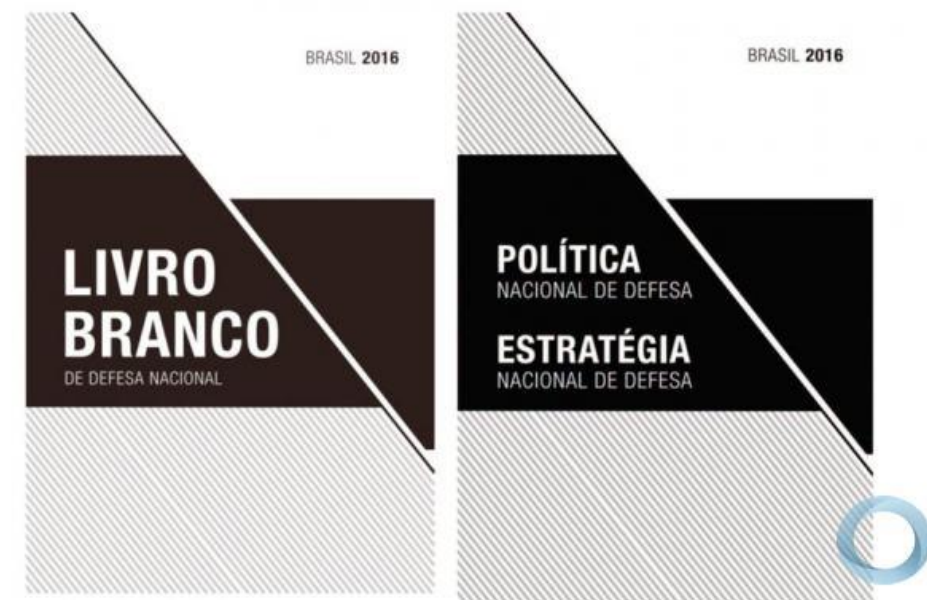 BRASIL 2016
LIVRO
BRANCO
DE DEFESA NACIONAL
BRASIL 2016
POLÍTICA
NACIONAL DE DEFESA
ESTRATÉGIA
NACIONAL DE DEFESA